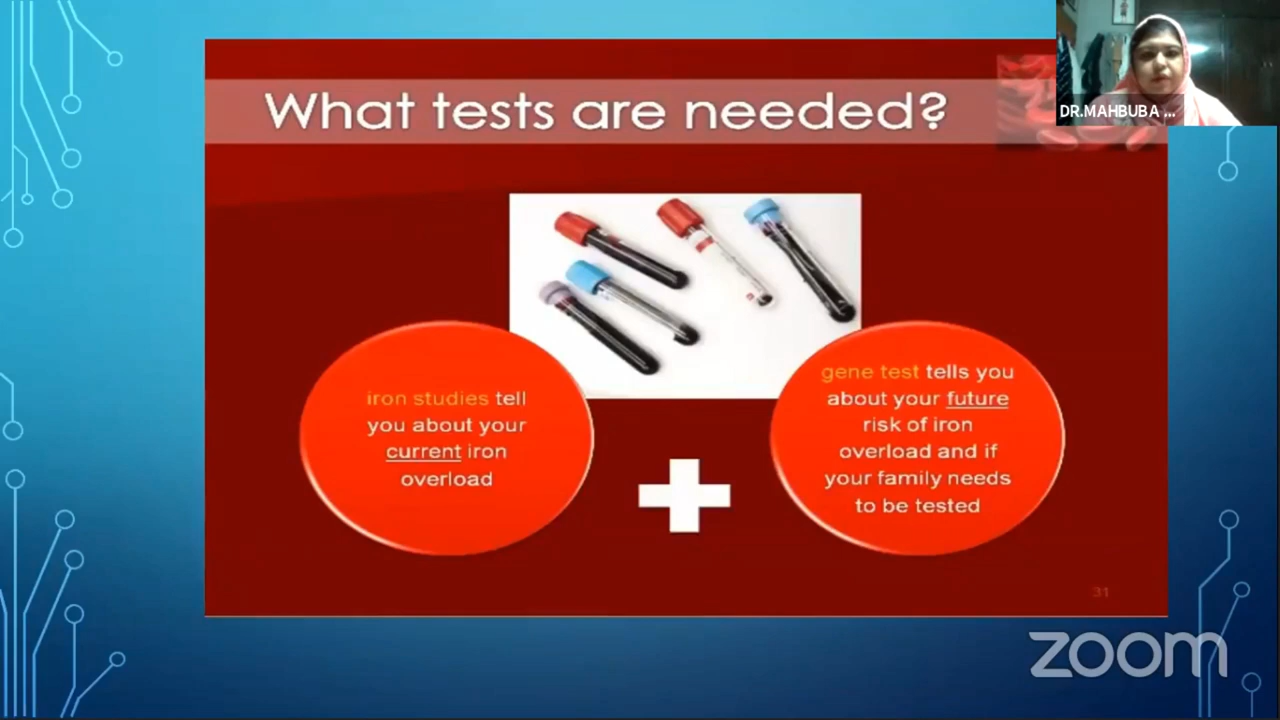 What tests are needed?
DR.MAHBUBA ...
iron studies tell
you about your
current iron
overload
gene test tells you
about your future
risk of iron
overload and if
your family needs
to be tested
31
zoom